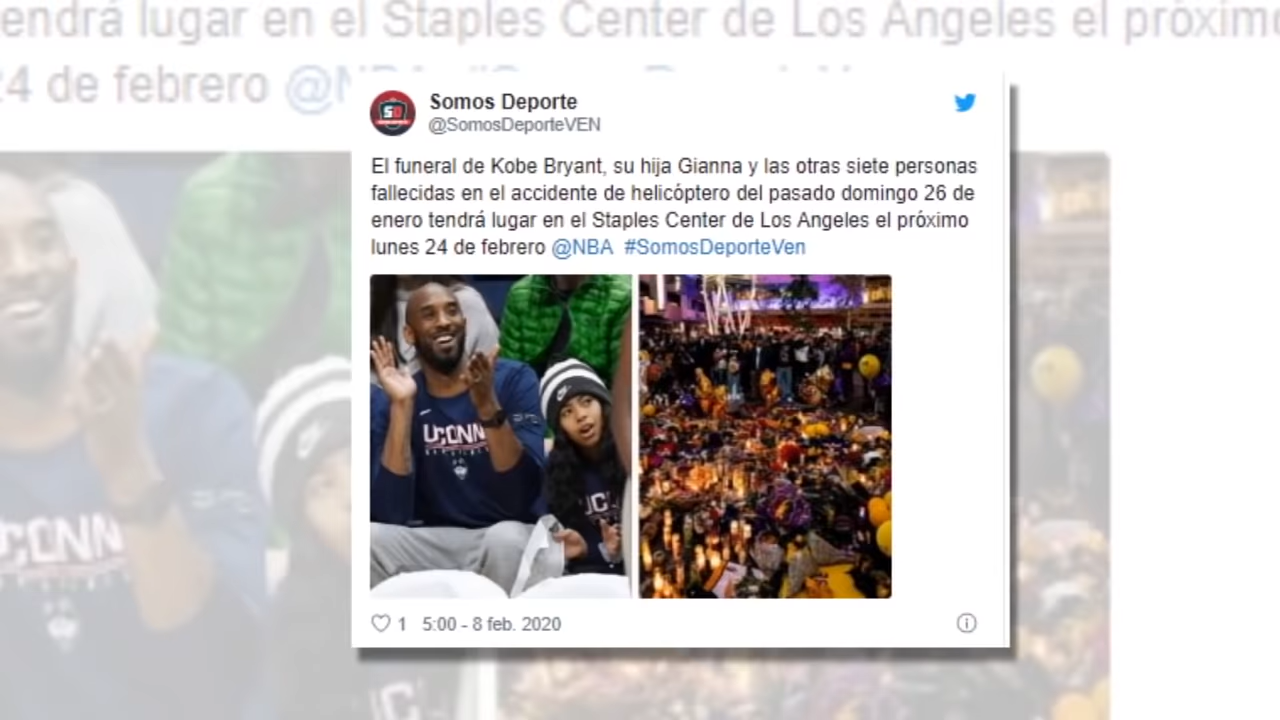 endrá lugar en el Staples Center de Los Angeles el próximo
24 de febrero @N
Somos Deporte
@SomosDeporteVEN
El funeral de Kobe Bryant, su hija Gianna y las otras siete personas
fallecidas en el accidente de helicóptero del pasado domingo 26 de
enero tendrá lugar en el Staples Center de Los Angeles el próximo
lunes 24 de febrero @NBA #SomosDeporteVen
UCONN
UC
1 5:00 - 8 feb. 2020
CONN